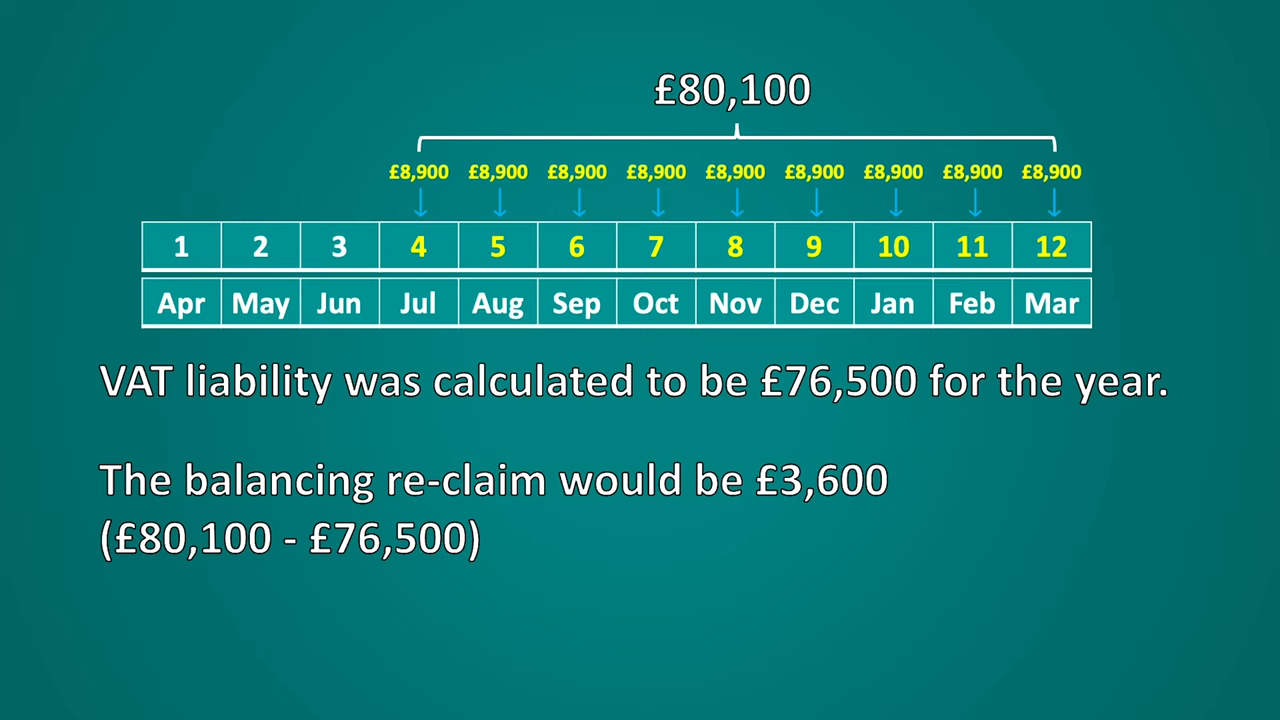 £80,100
£8,900 £8,900 £8,900 £8,900 £8,900 £8,900 £8,900 £8,900 £8,900
1 2 3 4 5 6 7 8 9 10 11 12
Apr May Jun Jul Aug Sep Oct Nov Dec Jan Feb Mar
VAT liability was calculated to be £76,500 for the year.
The balancing re-claim would be £3,600
(£80,100 - £76,500)